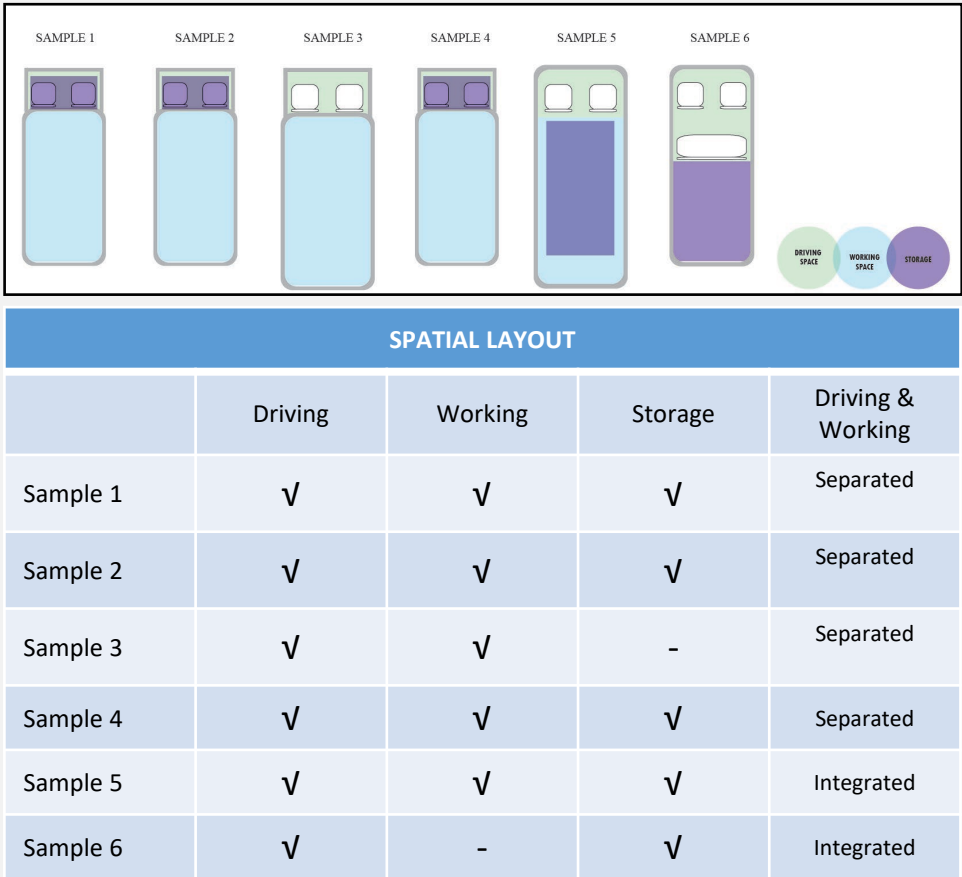 SAMPLE 1 SAMPLE 2 SAMPLE 3 SAMPLE 4 SAMPLE 5 SAMPLE 6
DRIVING SPACE WORKING SPACE STORAGE
SPATIAL LAYOUT
Driving Working Storage Driving & Working
Sample 1 √ √ √ Separated
Sample 2 √ √ √ Separated
Sample 3 √ √ - Separated
Sample 4 √ √ √ Separated
Sample 5 √ √ √ Integrated
Sample 6 √ - √ Integrated